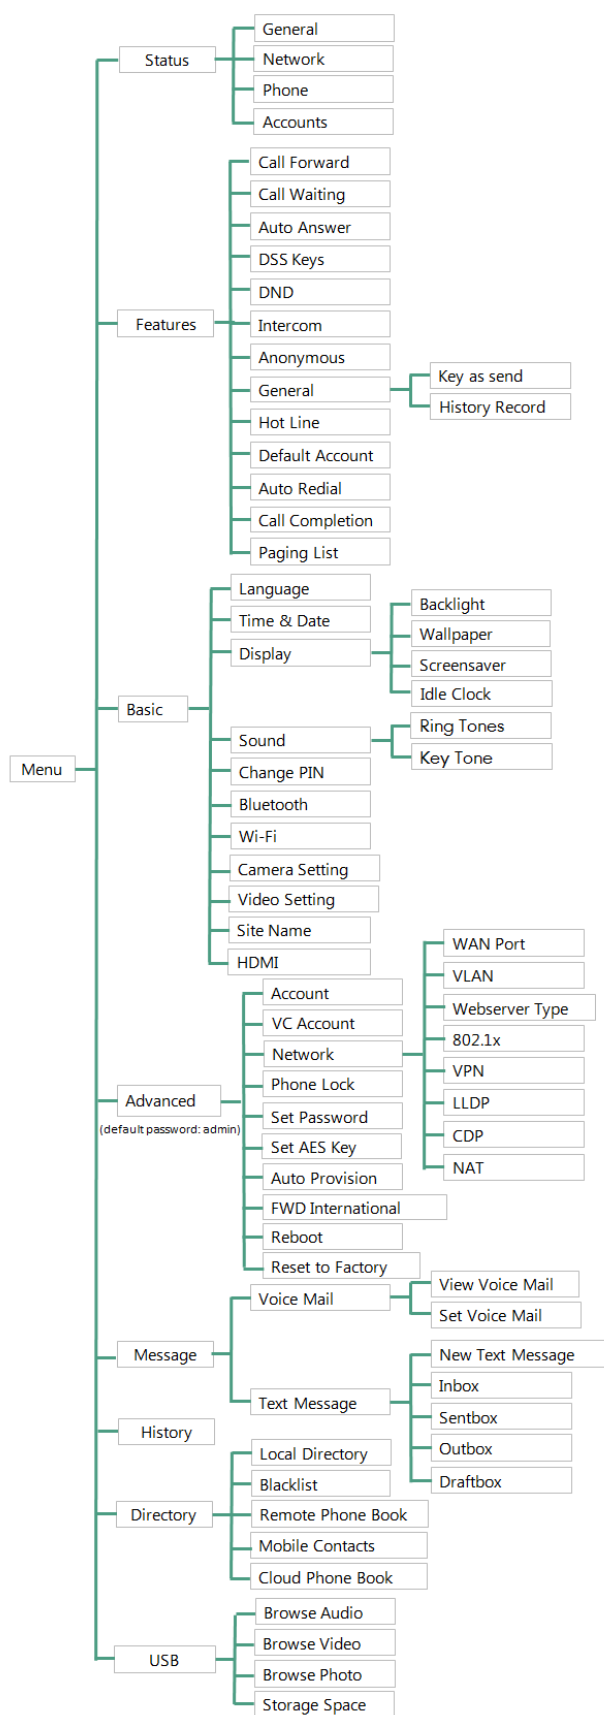 Menu
Status
General
Network
Phone
Accounts
Features
Call Forward
Call Waiting
Auto Answer
DSS Keys
DND
Intercom
Anonymous
General
Key as send
History Record
Hot Line
Default Account
Auto Redial
Call Completion
Paging List
Basic
Language
Time & Date
Display
Backlight
Wallpaper
Screensaver
Idle Clock
Sound
Ring Tones
Key Tone
Change PIN
Bluetooth
Wi-Fi
Camera Setting
Video Setting
Site Name
HDMI
Advanced
(default password: admin)
Account
VC Account
Network
WAN Port
VLAN
Webserver Type
802.1x
VPN
LLDP
CDP
NAT
Phone Lock
Set Password
Set AES Key
Auto Provision
FWD International
Reboot
Reset to Factory
Message
Voice Mail
View Voice Mail
Set Voice Mail
Text Message
New Text Message
Inbox
Sentbox
Outbox
Draftbox
History
Directory
Local Directory
Blacklist
Remote Phone Book
Mobile Contacts
Cloud Phone Book
USB
Browse Audio
Browse Video
Browse Photo
Storage Space